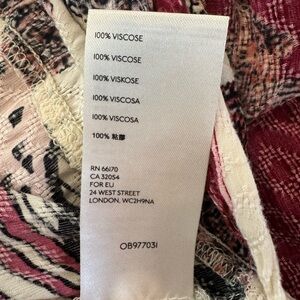 100% VISCOSE
100% VISCOSE
100% VISKOSE
100% VISCOSA
100% VISCOSA
100% 粘膠
RN 66170
CA 32054
FOR EU
24 WEST STREET
LONDON, WC2H9NA
OB977031